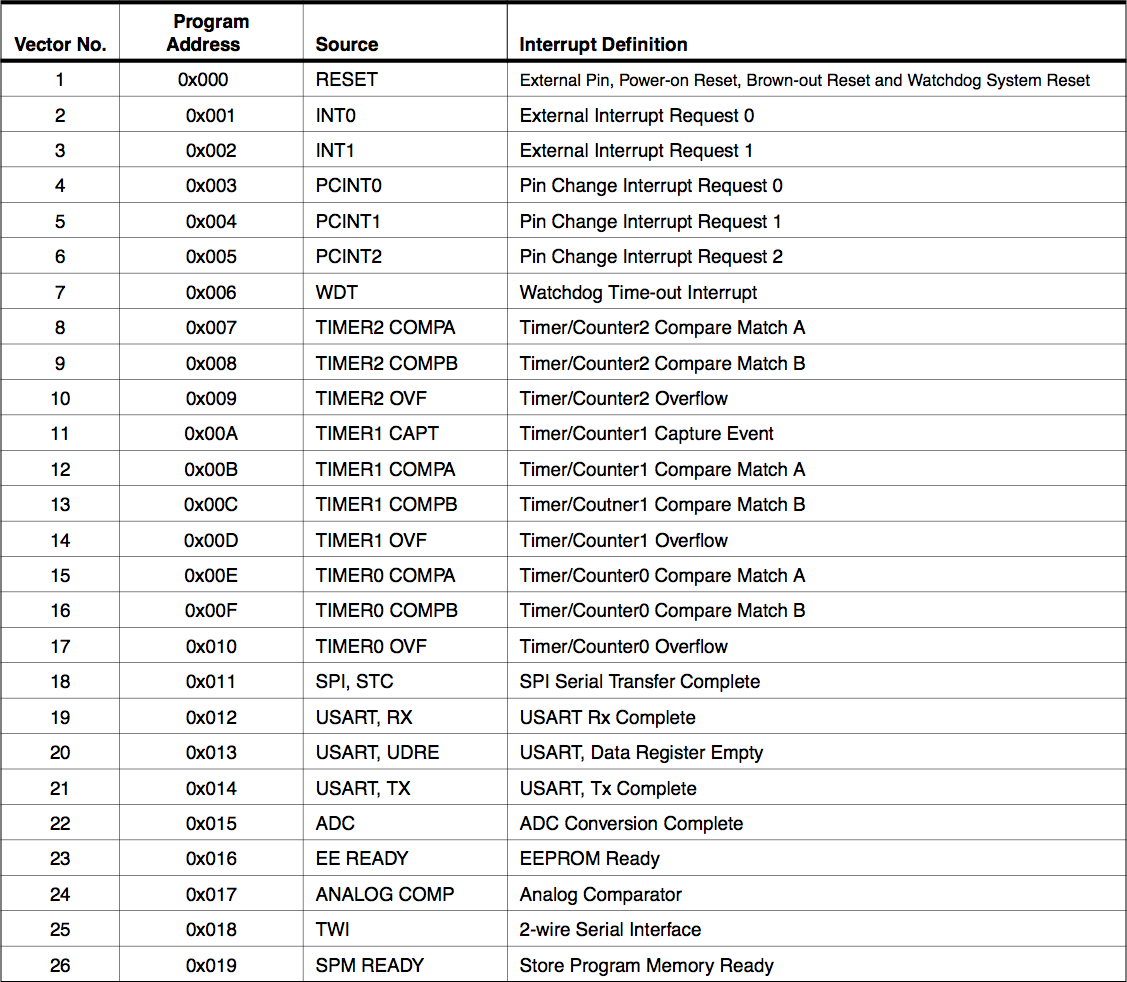 Vector No. Program Address Source Interrupt Definition
1 0x000 RESET External Pin, Power-on Reset, Brown-out Reset and Watchdog System Reset
2 0x001 INT0 External Interrupt Request 0
3 0x002 INT1 External Interrupt Request 1
4 0x003 PCINT0 Pin Change Interrupt Request 0
5 0x004 PCINT1 Pin Change Interrupt Request 1
6 0x005 PCINT2 Pin Change Interrupt Request 2
7 0x006 WDT Watchdog Time-out Interrupt
8 0x007 TIMER2 COMPA Timer/Counter2 Compare Match A
9 0x008 TIMER2 COMPB Timer/Counter2 Compare Match B
10 0x009 TIMER2 OVF Timer/Counter2 Overflow
11 0x00A TIMER1 CAPT Timer/Counter1 Capture Event
12 0x00B TIMER1 COMPA Timer/Counter1 Compare Match A
13 0x00C TIMER1 COMPB Timer/Coutner1 Compare Match B
14 0x00D TIMER1 OVF Timer/Counter1 Overflow
15 0x00E TIMER0 COMPA Timer/Counter0 Compare Match A
16 0x00F TIMER0 COMPB Timer/Counter0 Compare Match B
17 0x010 TIMER0 OVF Timer/Counter0 Overflow
18 0x011 SPI, STC SPI Serial Transfer Complete
19 0x012 USART, RX USART Rx Complete
20 0x013 USART, UDRE USART, Data Register Empty
21 0x014 USART, TX USART, Tx Complete
22 0x015 ADC ADC Conversion Complete
23 0x016 EE READY EEPROM Ready
24 0x017 ANALOG COMP Analog Comparator
25 0x018 TWI 2-wire Serial Interface
26 0x019 SPM READY Store Program Memory Ready